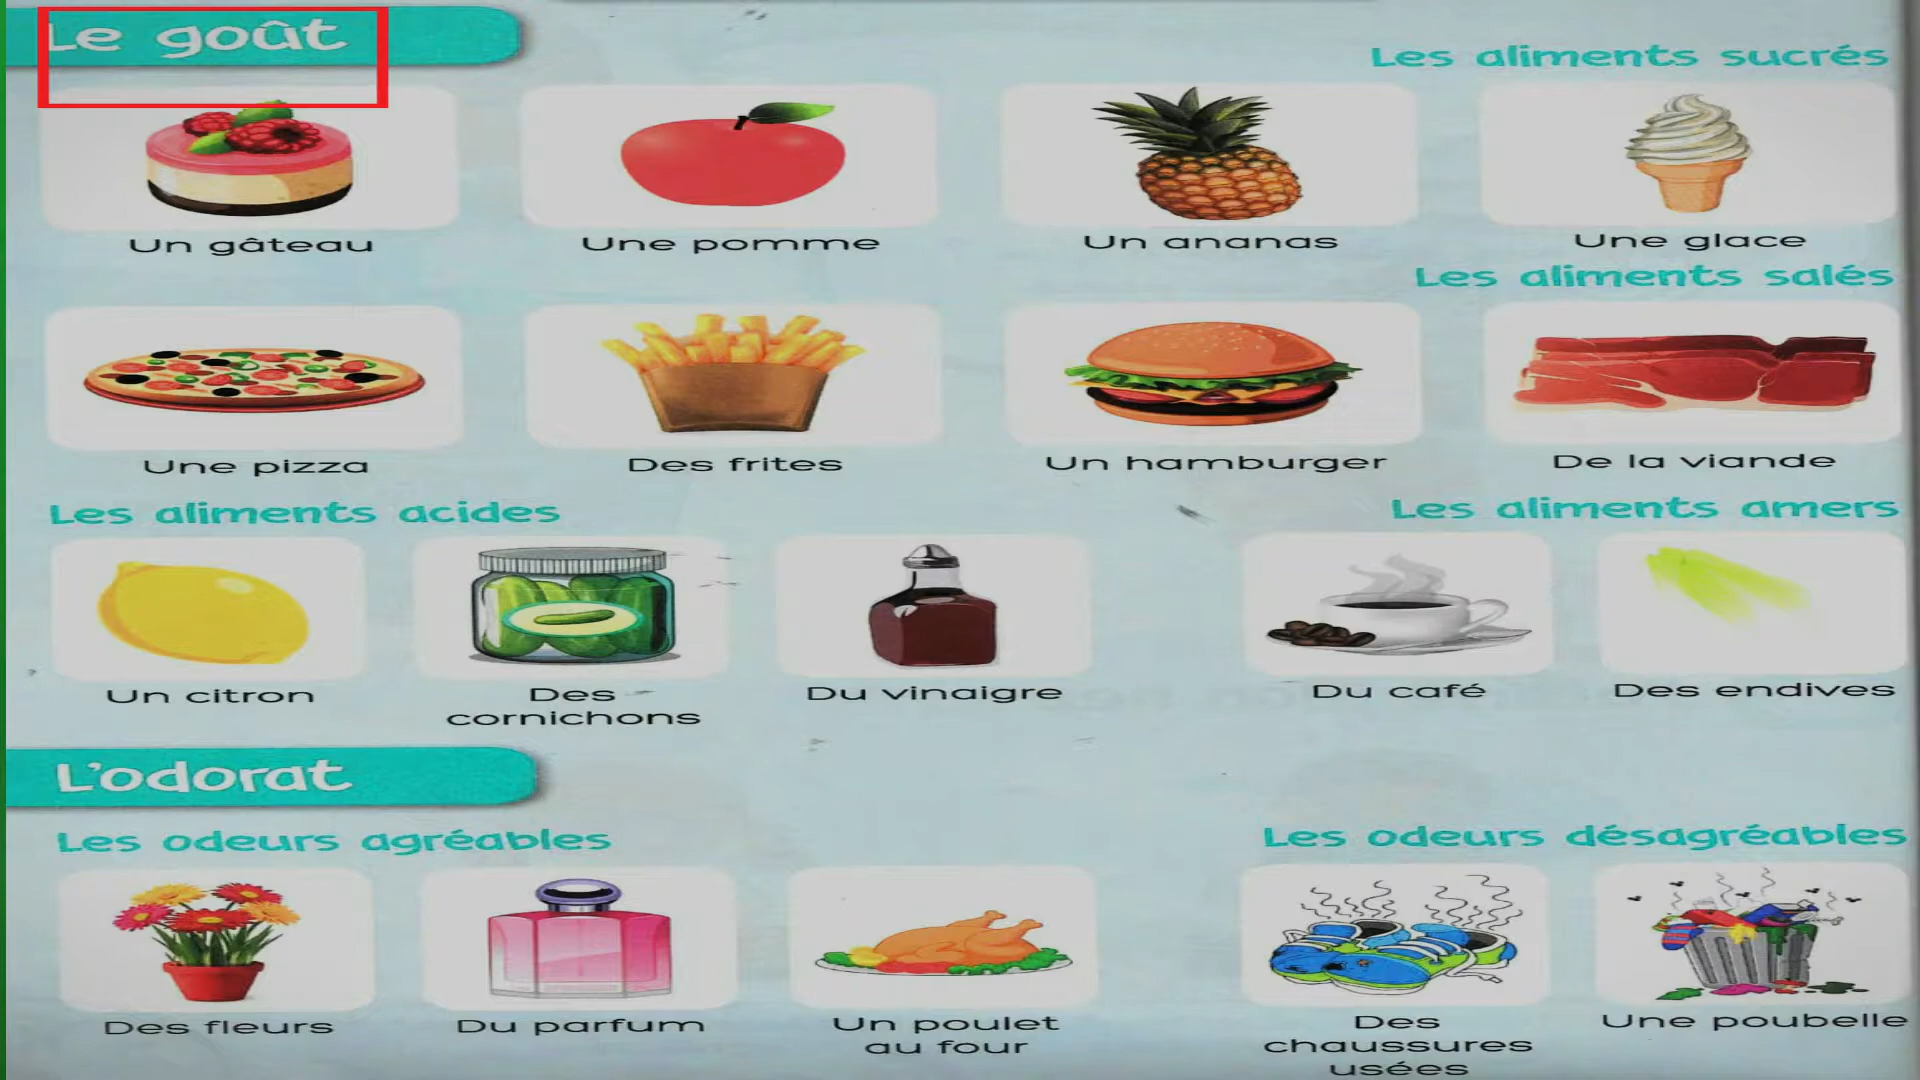 Le goût
Les aliments sucrés
Un gâteau
Une pomme
Un ananas
Une glace
Les aliments salés
Une pizza
Des frites
Un hamburger
De la viande
Les aliments acides
Les aliments amers
Un citron
Des
cornichons
Du vinaigre
Du café
Des endives
L'odorat
Les odeurs agréables
Les odeurs désagréables
Des fleurs
Du parfum
Un poulet
au four
Des
chaussures
usées
Une poubelle